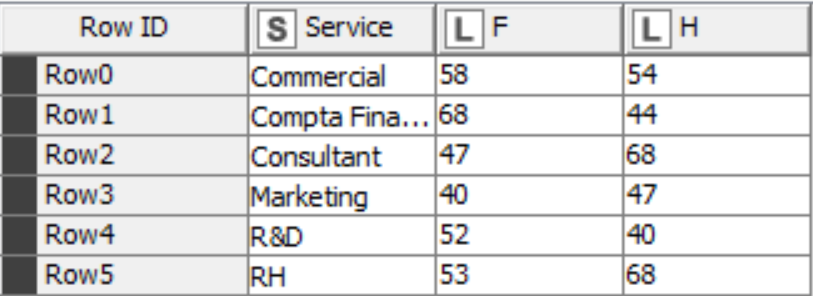 Row ID S Service L F L H
Row0 Commercial 58 54
Row1 Compta Fina... 68 44
Row2 Consultant 47 68
Row3 Marketing 40 47
Row4 R&D 52 40
Row5 RH 53 68